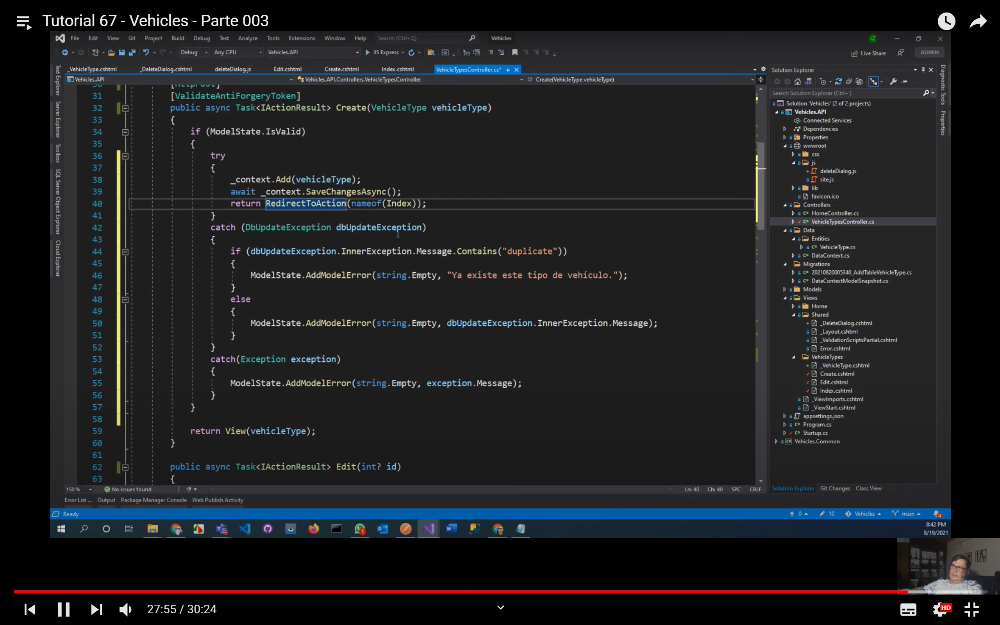 Tutorial 67 - Vehicles - Parte 003
File Edit View Git Project Build Debug Test Analyze Tools Extensions Window Help Search (Ctrl+Q) Vehicles JZ
Debug Any CPU Vehicles.API IIS Express Live Share ADMIN
_VehicleType.cshtml _DeleteDialog.cshtml deleteDialog.js Edit.cshtml Create.cshtml Index.cshtml VehicleTypesController.cs*
Vehicles.API Vehicles.API.Controllers.VehicleTypesController Create(VehicleType vehicleType)
Test Explorer
Server Explorer
Toolbox
SQL Server Object Explorer
Cloud Explorer
30 [HttpPost]
31 [ValidateAntiForgeryToken]
32 public async Task<IActionResult> Create(VehicleType vehicleType)
33 {
34 if (ModelState.IsValid)
35 {
36 try
37 {
38 _context.Add(vehicleType);
39 await _context.SaveChangesAsync();
40 return RedirectToAction(nameof(Index));
41 }
42 catch (DbUpdateException dbUpdateException)
43 {
44 if (dbUpdateException.InnerException.Message.Contains("duplicate"))
45 {
46 ModelState.AddModelError(string.Empty, "Ya existe este tipo de vehículo.");
47 }
48 else
49 {
50 ModelState.AddModelError(string.Empty, dbUpdateException.InnerException.Message);
51 }
52 }
53 catch(Exception exception)
54 {
55 ModelState.AddModelError(string.Empty, exception.Message);
56 }
57 }
58
59 return View(vehicleType);
60 }
61
62 public async Task<IActionResult> Edit(int? id)
63 {
150 % No issues found Ln: 40 Ch: 40 SPC CRLF
Error List ... Output Package Manager Console Web Publish Activity
Solution Explorer
Search Solution Explorer (Ctrl+´)
Solution 'Vehicles' (2 of 2 projects)
Vehicles.API
Connected Services
Dependencies
Properties
wwwroot
css
js
deleteDialog.js
site.js
lib
favicon.ico
Controllers
HomeController.cs
VehicleTypesController.cs
Data
Entities
VehicleType.cs
DataContext.cs
Migrations
20210820005340_AddTableVehicleType.cs
DataContextModelSnapshot.cs
Models
Views
Home
Shared
_DeleteDialog.cshtml
_Layout.cshtml
_ValidationScriptsPartial.cshtml
Error.cshtml
VehicleTypes
_VehicleType.cshtml
Create.cshtml
Edit.cshtml
Index.cshtml
_ViewImports.cshtml
_ViewStart.cshtml
appsettings.json
Program.cs
Startup.cs
Vehicles.Common
Solution Explorer Git Changes Class View
Diagnostic Tools
Properties
Ready 0 10 Vehicles main 4
1
8:42 PM
8/19/2021
27:55 / 30:24 HD